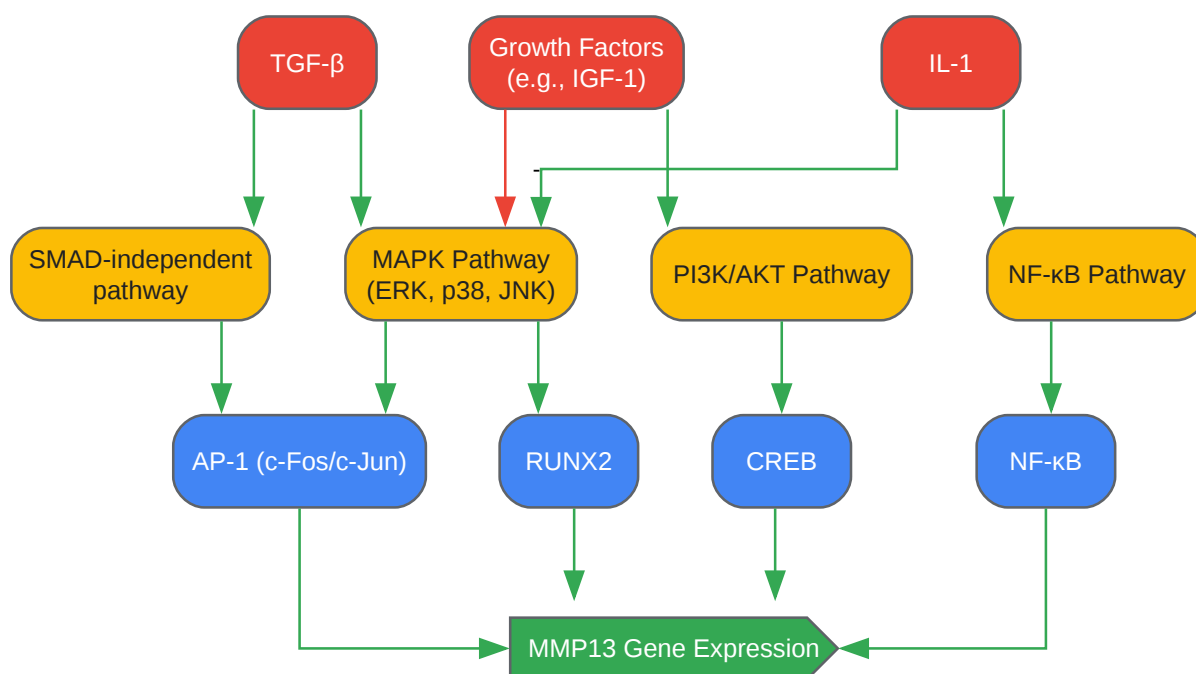 TGF-β
Growth Factors
(e.g., IGF-1)
IL-1
-
SMAD-independent
pathway
MAPK Pathway
(ERK, p38, JNK)
PI3K/AKT Pathway
NF-κB Pathway
AP-1 (c-Fos/c-Jun)
RUNX2
CREB
NF-κB
MMP13 Gene Expression